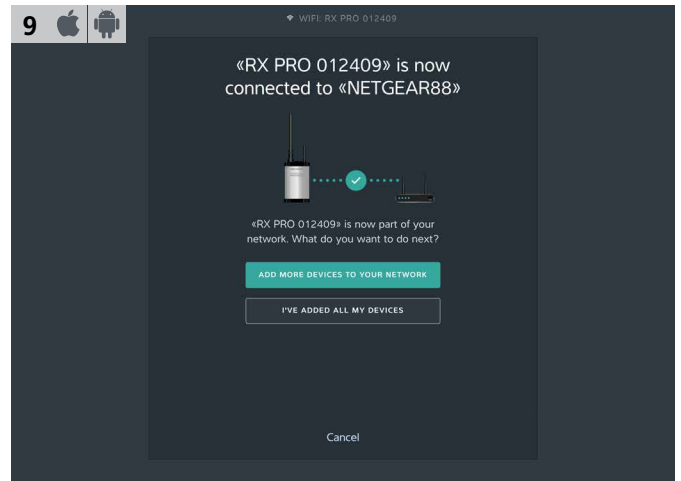 9
WIFI: RX PRO 012409
«RX PRO 012409» is now
connected to «NETGEAR88»
«RX PRO 012409» is now part of your
network. What do you want to do next?
ADD MORE DEVICES TO YOUR NETWORK
I'VE ADDED ALL MY DEVICES
Cancel